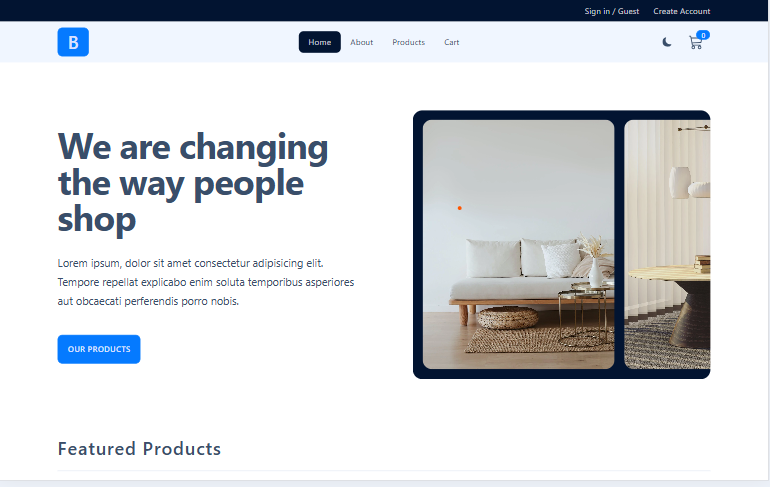 Sign in / Guest Create Account
B Home About Products Cart 0
We are changing
the way people
shop
Lorem ipsum, dolor sit amet consectetur adipisicing elit.
Tempore repellat explicabo enim soluta temporibus asperiores
aut obcaecati perferendis porro nobis.
OUR PRODUCTS
Featured Products